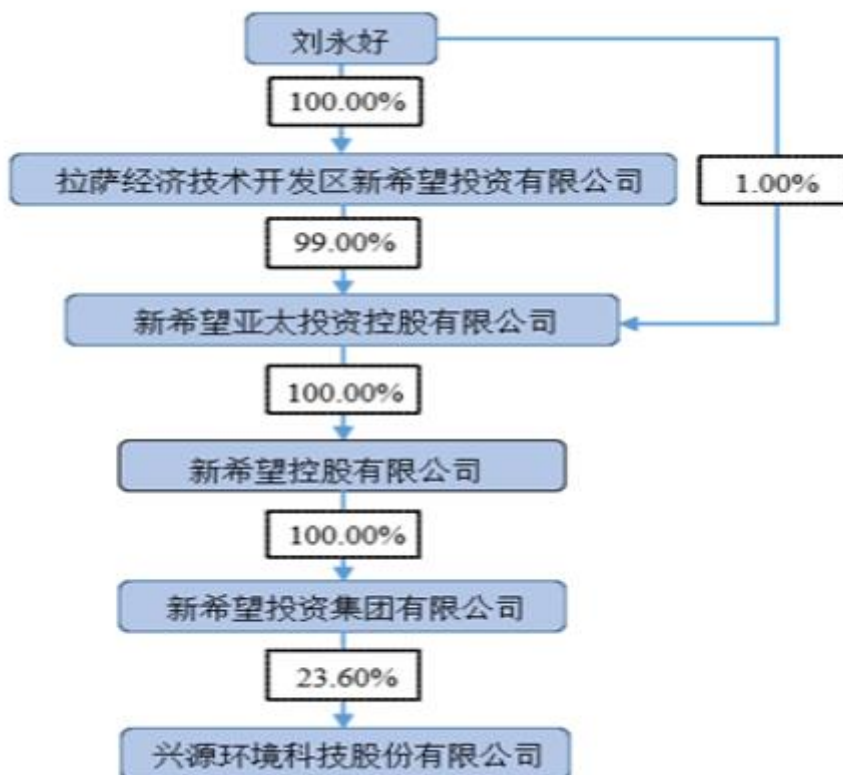 刘永好
100.00%
拉萨经济技术开发区新希望投资有限公司
1.00%
99.00%
新希望亚太投资控股有限公司
100.00%
新希望控股有限公司
100.00%
新希望投资集团有限公司
23.60%
兴源环境科技股份有限公司